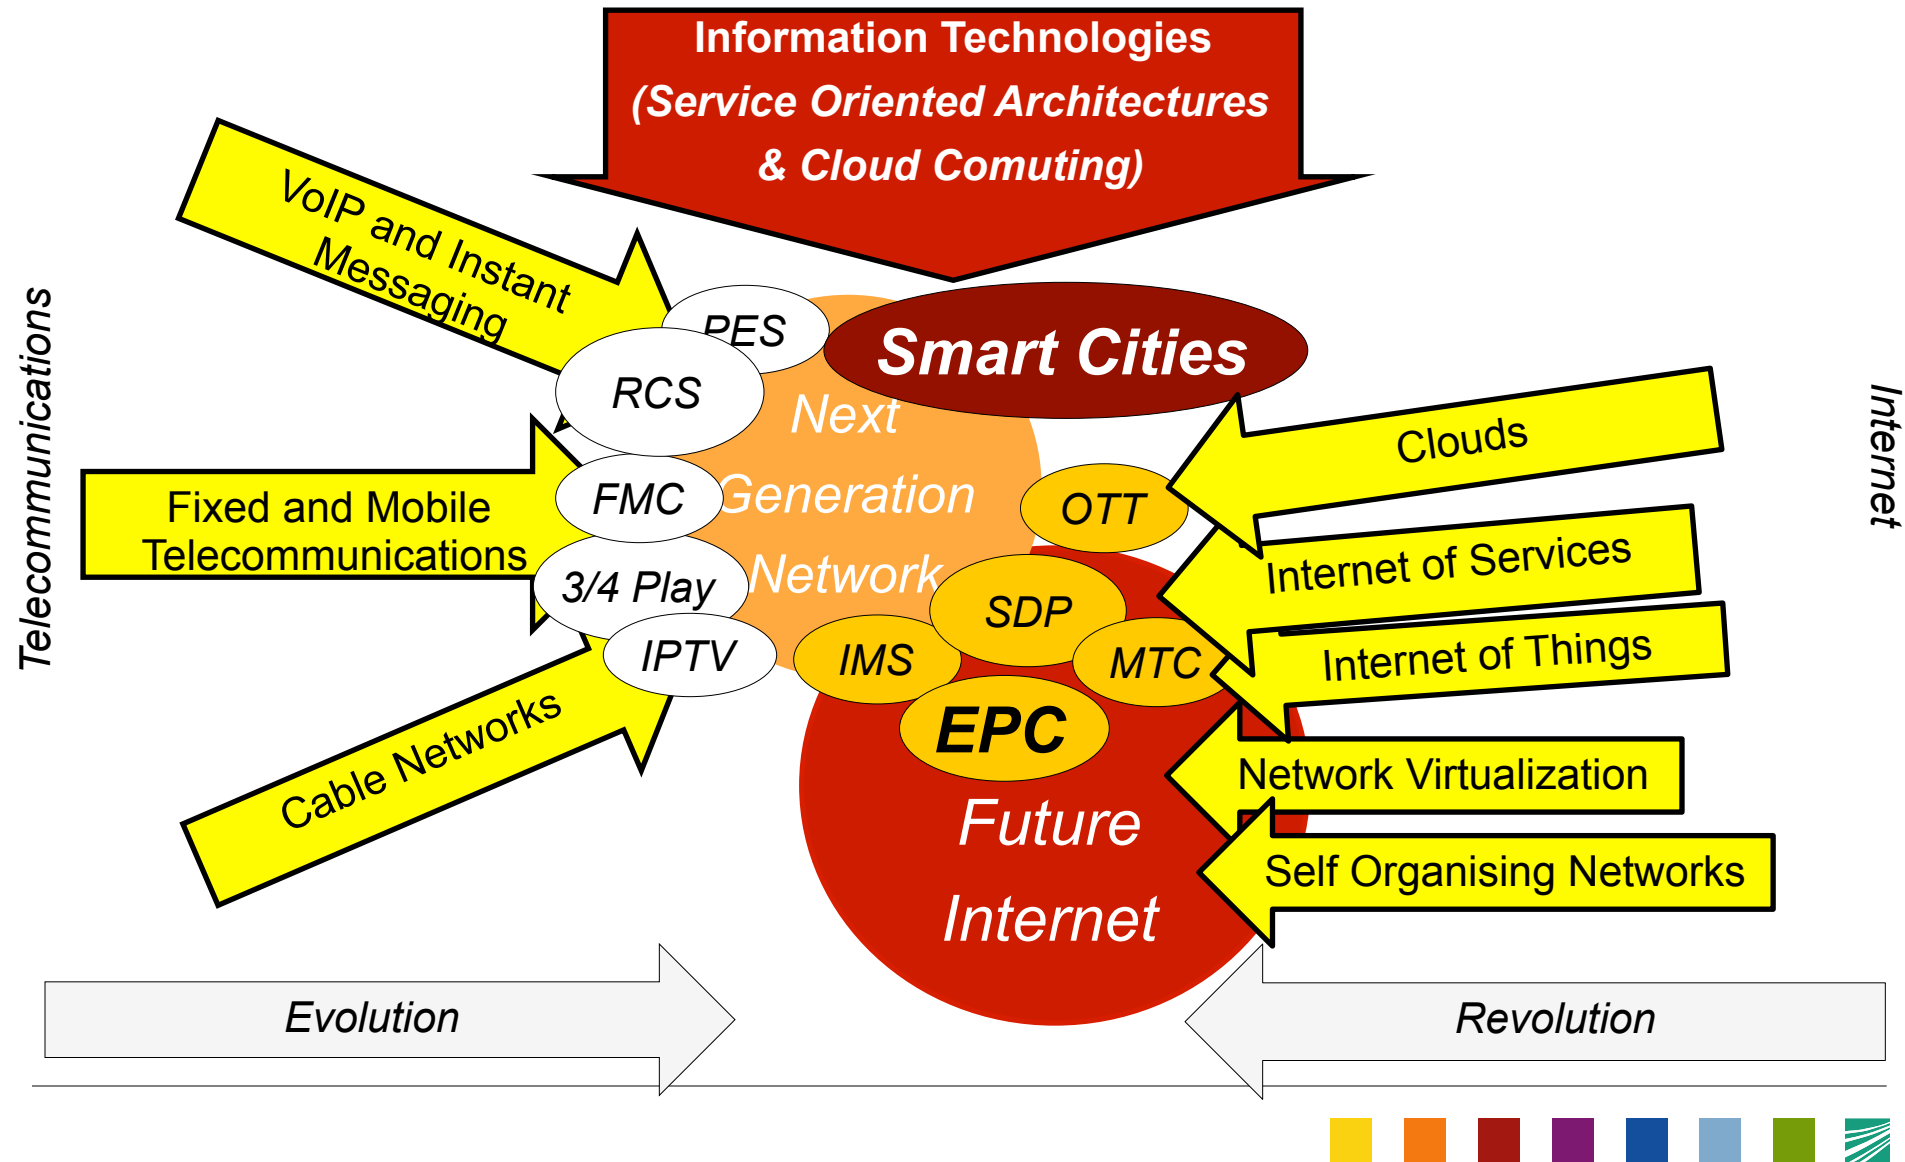 Information Technologies
(Service Oriented Architectures
& Cloud Comuting)
VoIP and Instant
Messaging
Telecommunications
PES
Smart Cities
RCS
Next
Generation
Network
Clouds
Internet
Fixed and Mobile
Telecommunications
FMC
OTT
3/4 Play
Internet of Services
SDP
IPTV
IMS
MTC
Internet of Things
EPC
Cable Networks
Network Virtualization
Future
Internet
Self Organising Networks
Evolution
Revolution